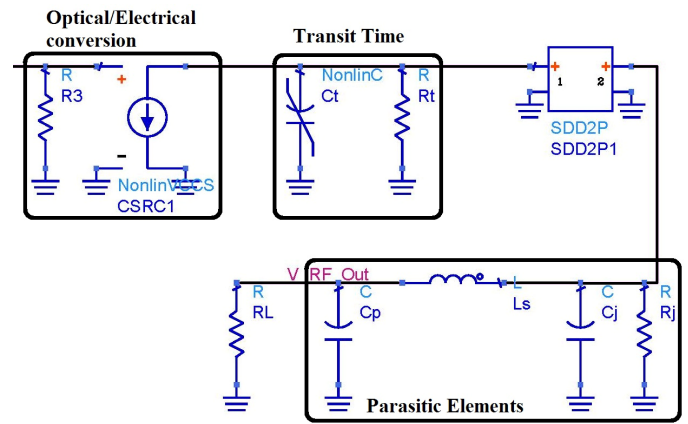 Optical/Electrical
conversion
Transit Time
R
R3
+
-
NonlinVCCS
CSRC1
NonlinC
Ct
R
Rt
+ +
1 2
SDD2P
SDD2P1
V_RF_Out
R
RL
C
Cp
L
Ls
C
Cj
R
Rj
Parasitic Elements